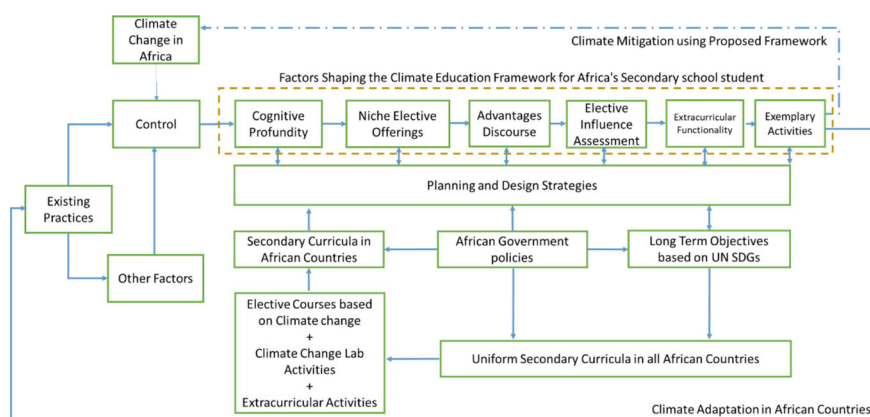 Climate
Change in
Africa
Climate Mitigation using Proposed Framework
Factors Shaping the Climate Education Framework for Africa's Secondary school student
Control
Cognitive
Profundity
Niche Elective
Offerings
Advantages
Discourse
Elective
Influence
Assessment
Extracurricular
Functionality
Exemplary
Activities
Planning and Design Strategies
Existing
Practices
Other Factors
Secondary Curricula in
African Countries
African Government
policies
Long Term Objectives
based on UN SDGs
Elective Courses based
on Climate change
+
Climate Change Lab
Activities
+
Extracurricular Activities
Uniform Secondary Curricula in all African Countries
Climate Adaptation in African Countries